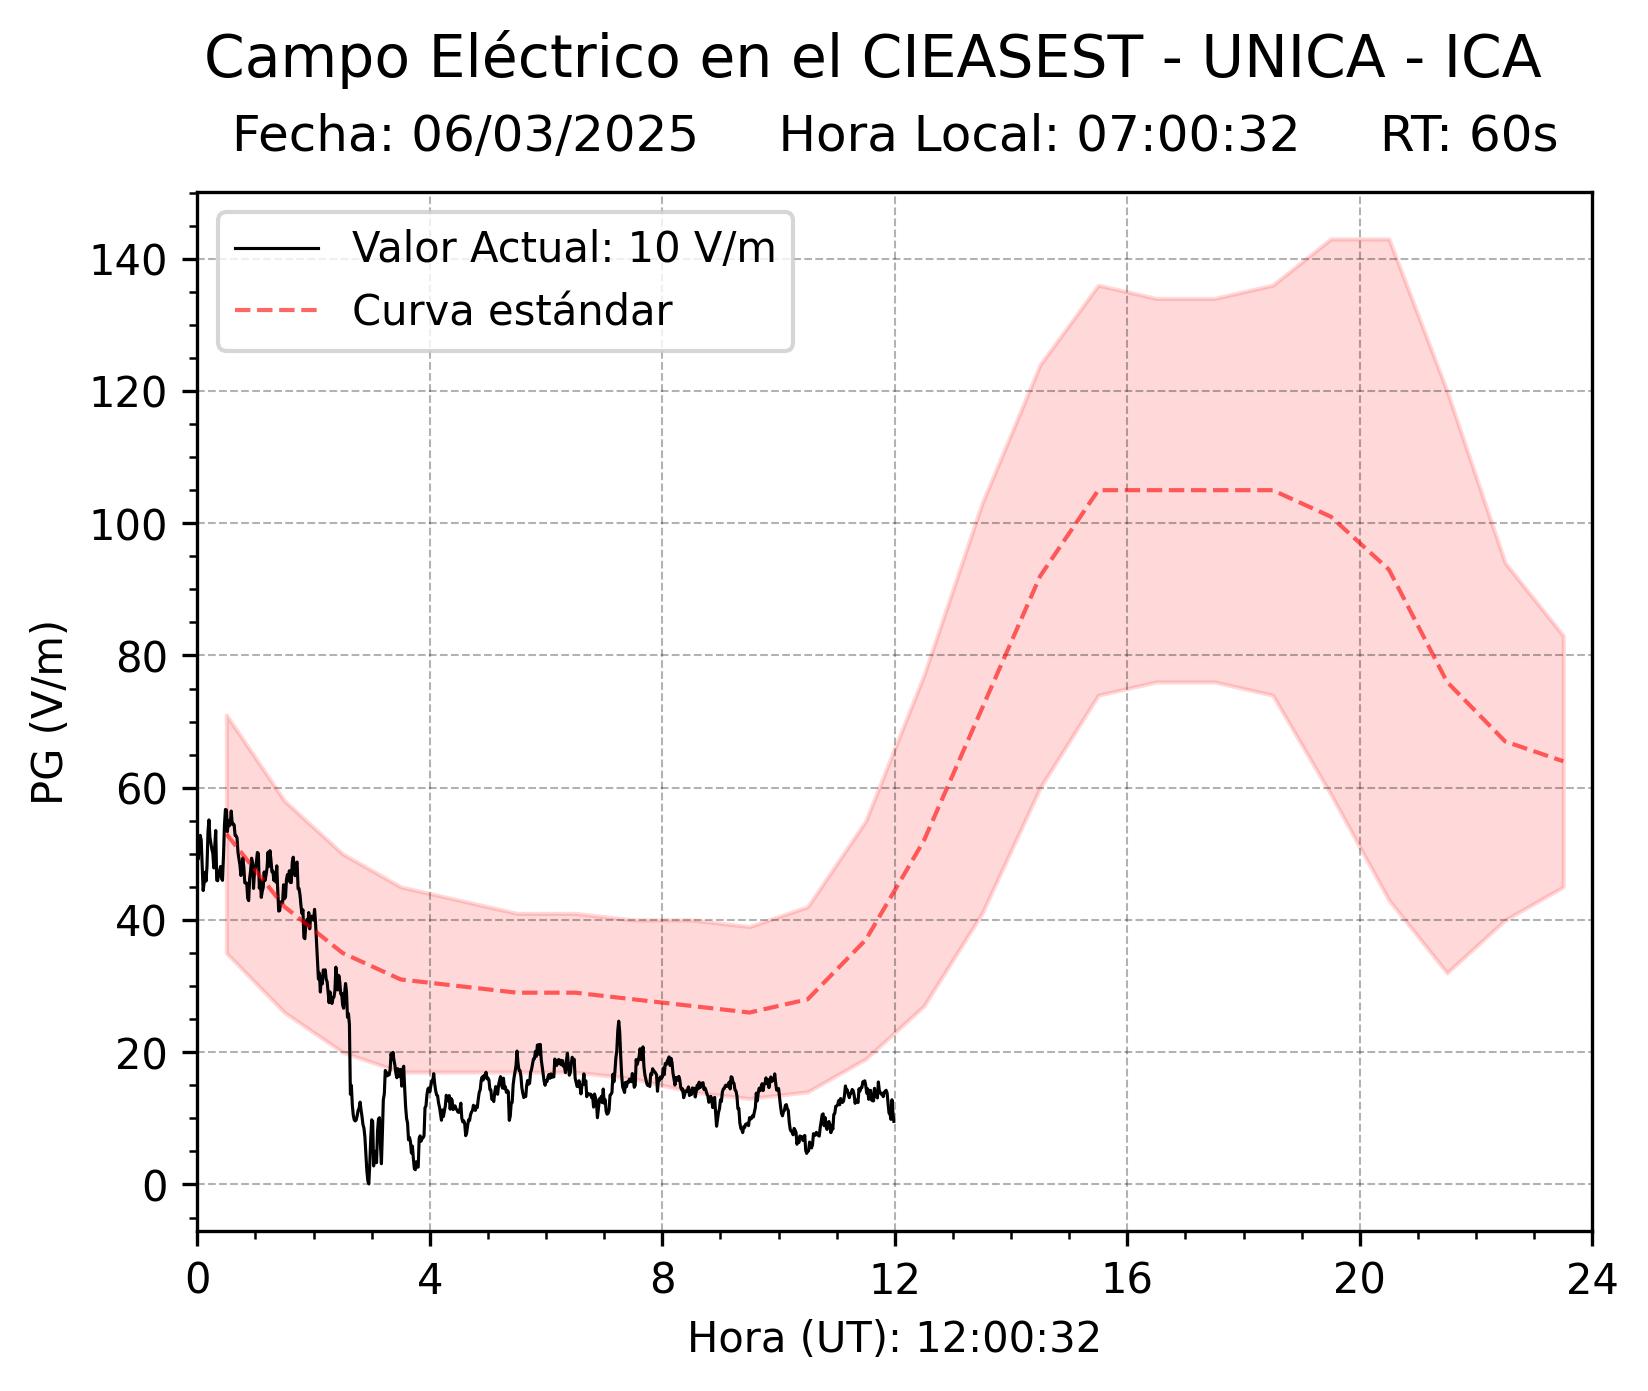 Campo Eléctrico en el CIEASEST - UNICA - ICA
Fecha: 06/03/2025 Hora Local: 07:00:32 RT: 60s
Valor Actual: 10 V/m
Curva estándar
140
120
100
80
60
40
20
0
PG (V/m)
0 4 8 12 16 20 24
Hora (UT): 12:00:32